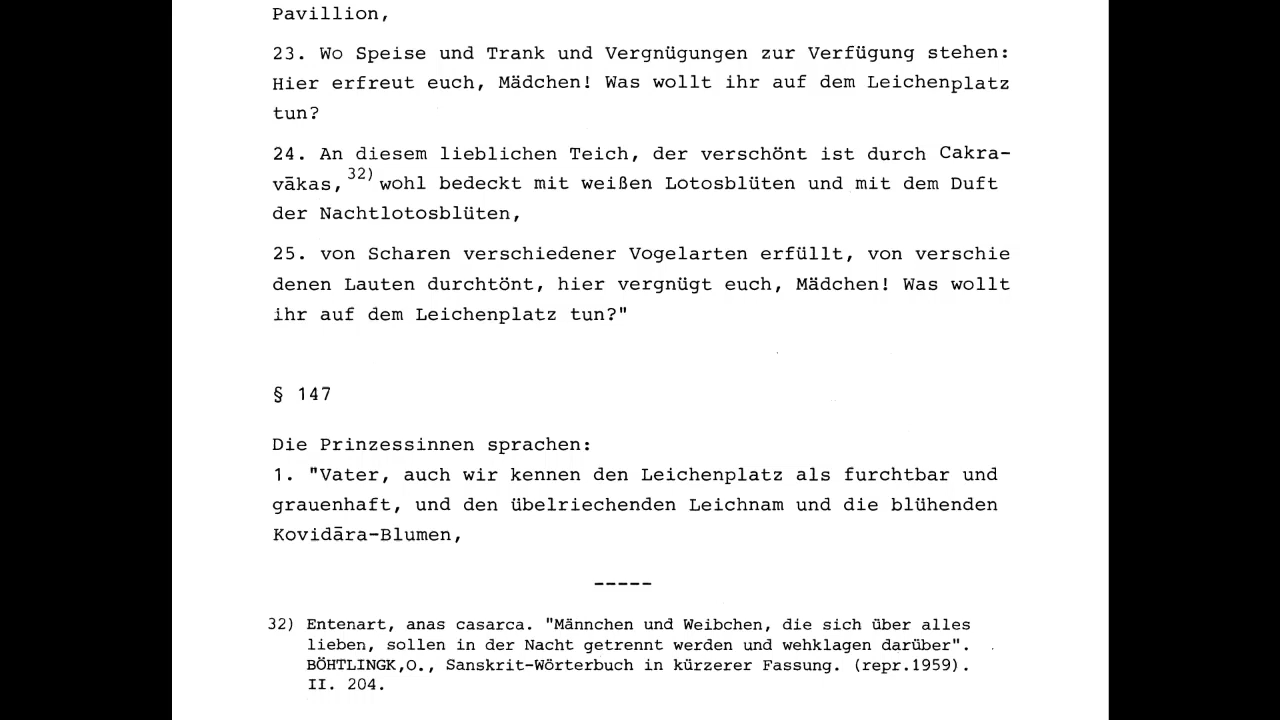 Pavillion,
23. Wo Speise und Trank und Vergnügungen zur Verfügung stehen:
Hier erfreut euch, Mädchen! Was wollt ihr auf dem Leichenplatz
tun?
24. An diesem lieblichen Teich, der verschönt ist durch Cakra-
vākas,32) wohl bedeckt mit weißen Lotosblüten und mit dem Duft
der Nachtlotosblüten,
25. von Scharen verschiedener Vogelarten erfüllt, von verschie
denen Lauten durchtönt, hier vergnügt euch, Mädchen! Was wollt
ihr auf dem Leichenplatz tun?"
§ 147
Die Prinzessinnen sprachen:
1. "Vater, auch wir kennen den Leichenplatz als furchtbar und
grauenhaft, und den übelriechenden Leichnam und die blühenden
Kovidāra-Blumen,
-----
32) Entenart, anas casarca. "Männchen und Weibchen, die sich über alles
lieben, sollen in der Nacht getrennt werden und wehklagen darüber".
BÖHTLINGK,O., Sanskrit-Wörterbuch in kürzerer Fassung. (repr.1959).
II. 204.